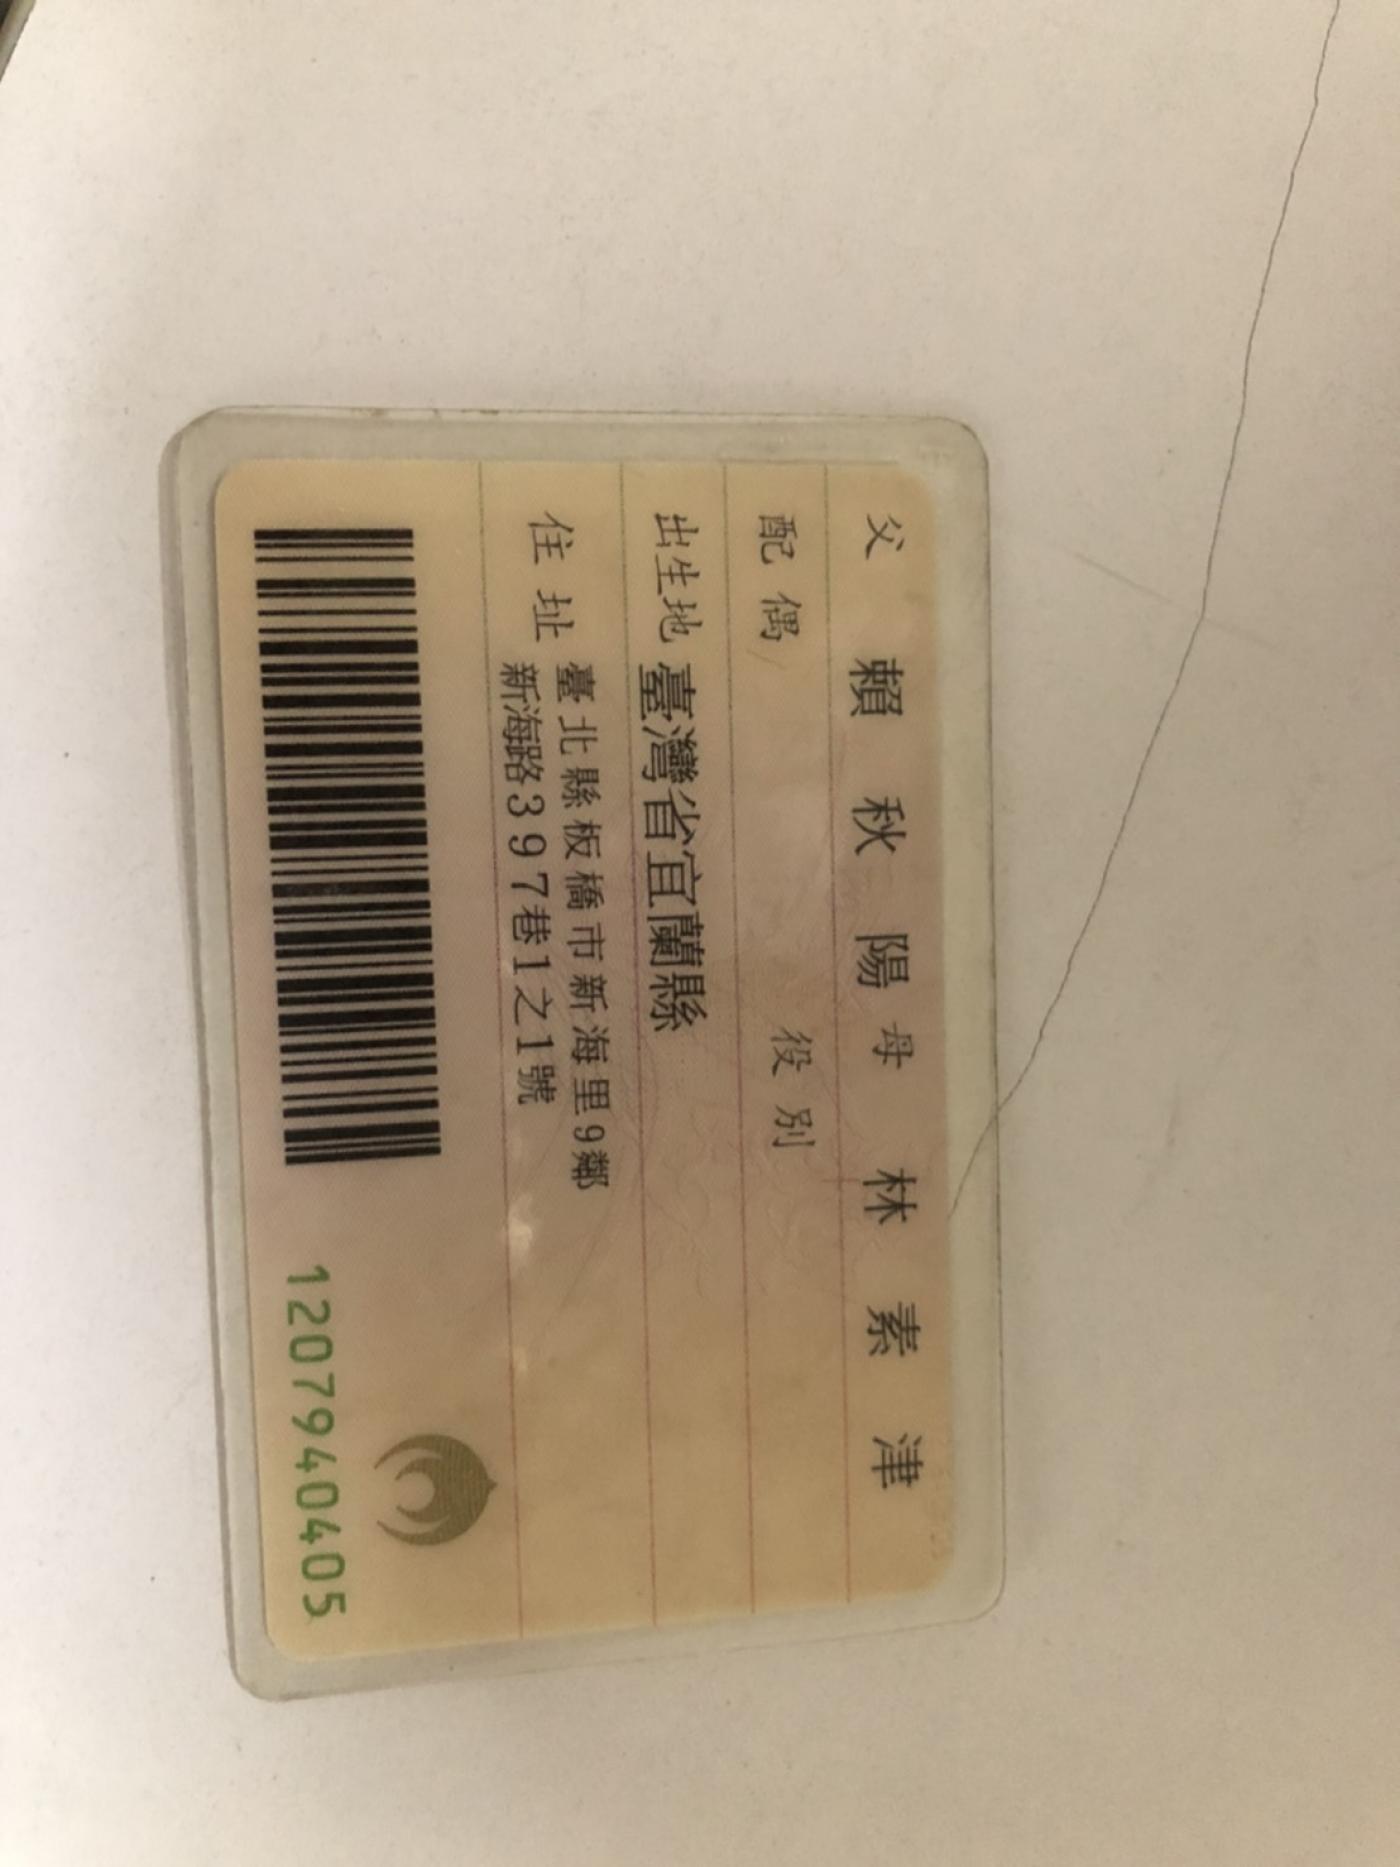 父 賴秋陽 母 林素津
配偶 役別
出生地 臺灣省宜蘭縣
住址 臺北縣板橋市新海里9鄰
新海路397巷1之1號
1207940405